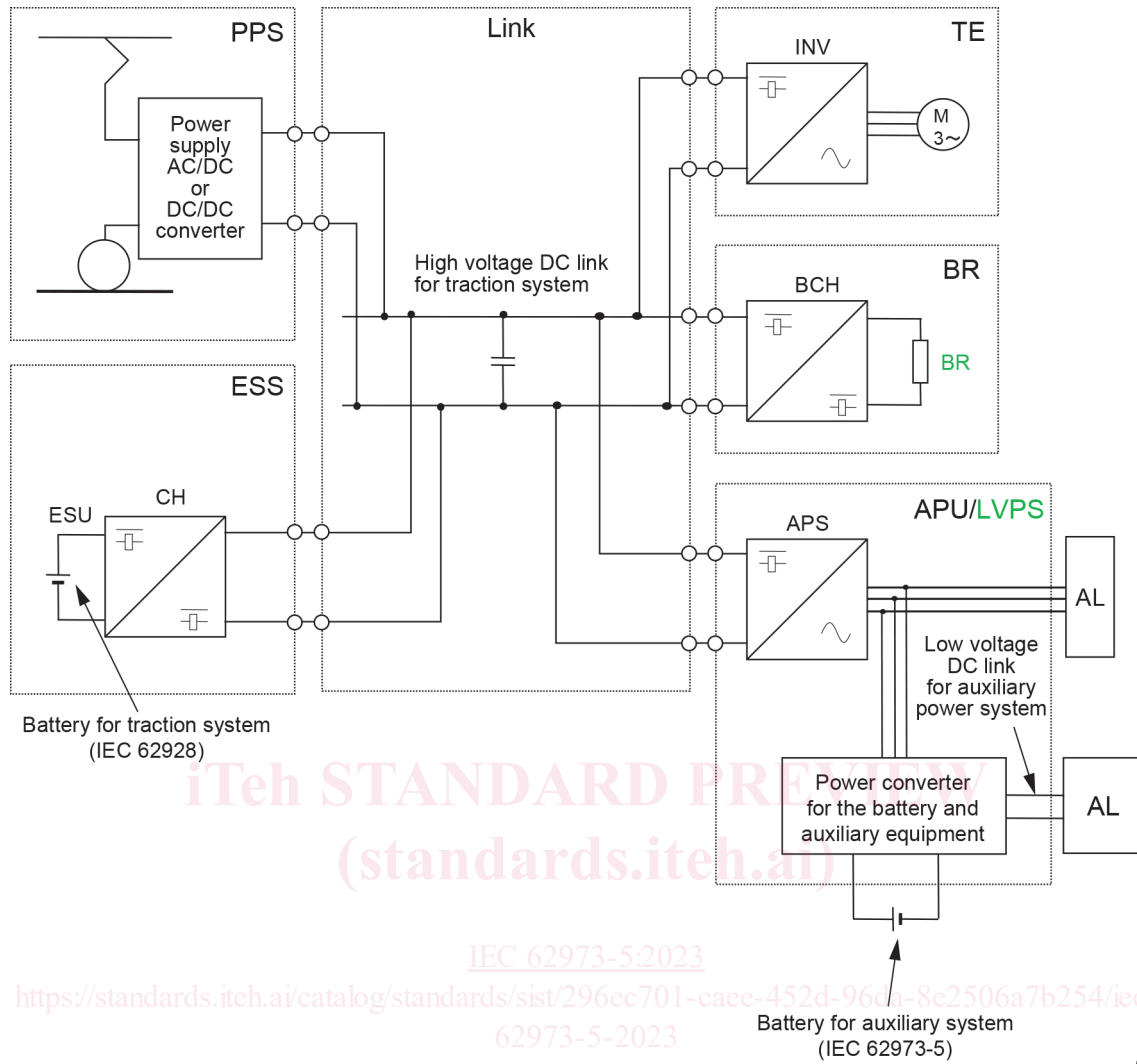 PPS
Power
supply
AC/DC
or
DC/DC
converter
Link
High voltage DC link
for traction system
TE
INV
M
3~
BR
BCH
BR
ESS
CH
ESU
Battery for traction system
(IEC 62928)
APU/LVPS
APS
AL
Low voltage
DC link
for auxiliary
power system
Power converter
for the battery and
auxiliary equipment
AL
Battery for auxiliary system
(IEC 62973-5)
iTeh STANDARD PREVIEW
(standards.iteh.ai)
IEC 62973-5:2023
https://standards.iteh.ai/catalog/standards/sist/296ec701-caee-452d-96da-8e2506a7b254/iec
62973-5-2023